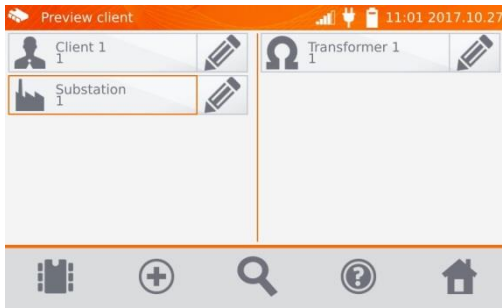 Preview client
11:01 2017.10.27
Client 1
1
Substation
1
Transformer 1
1